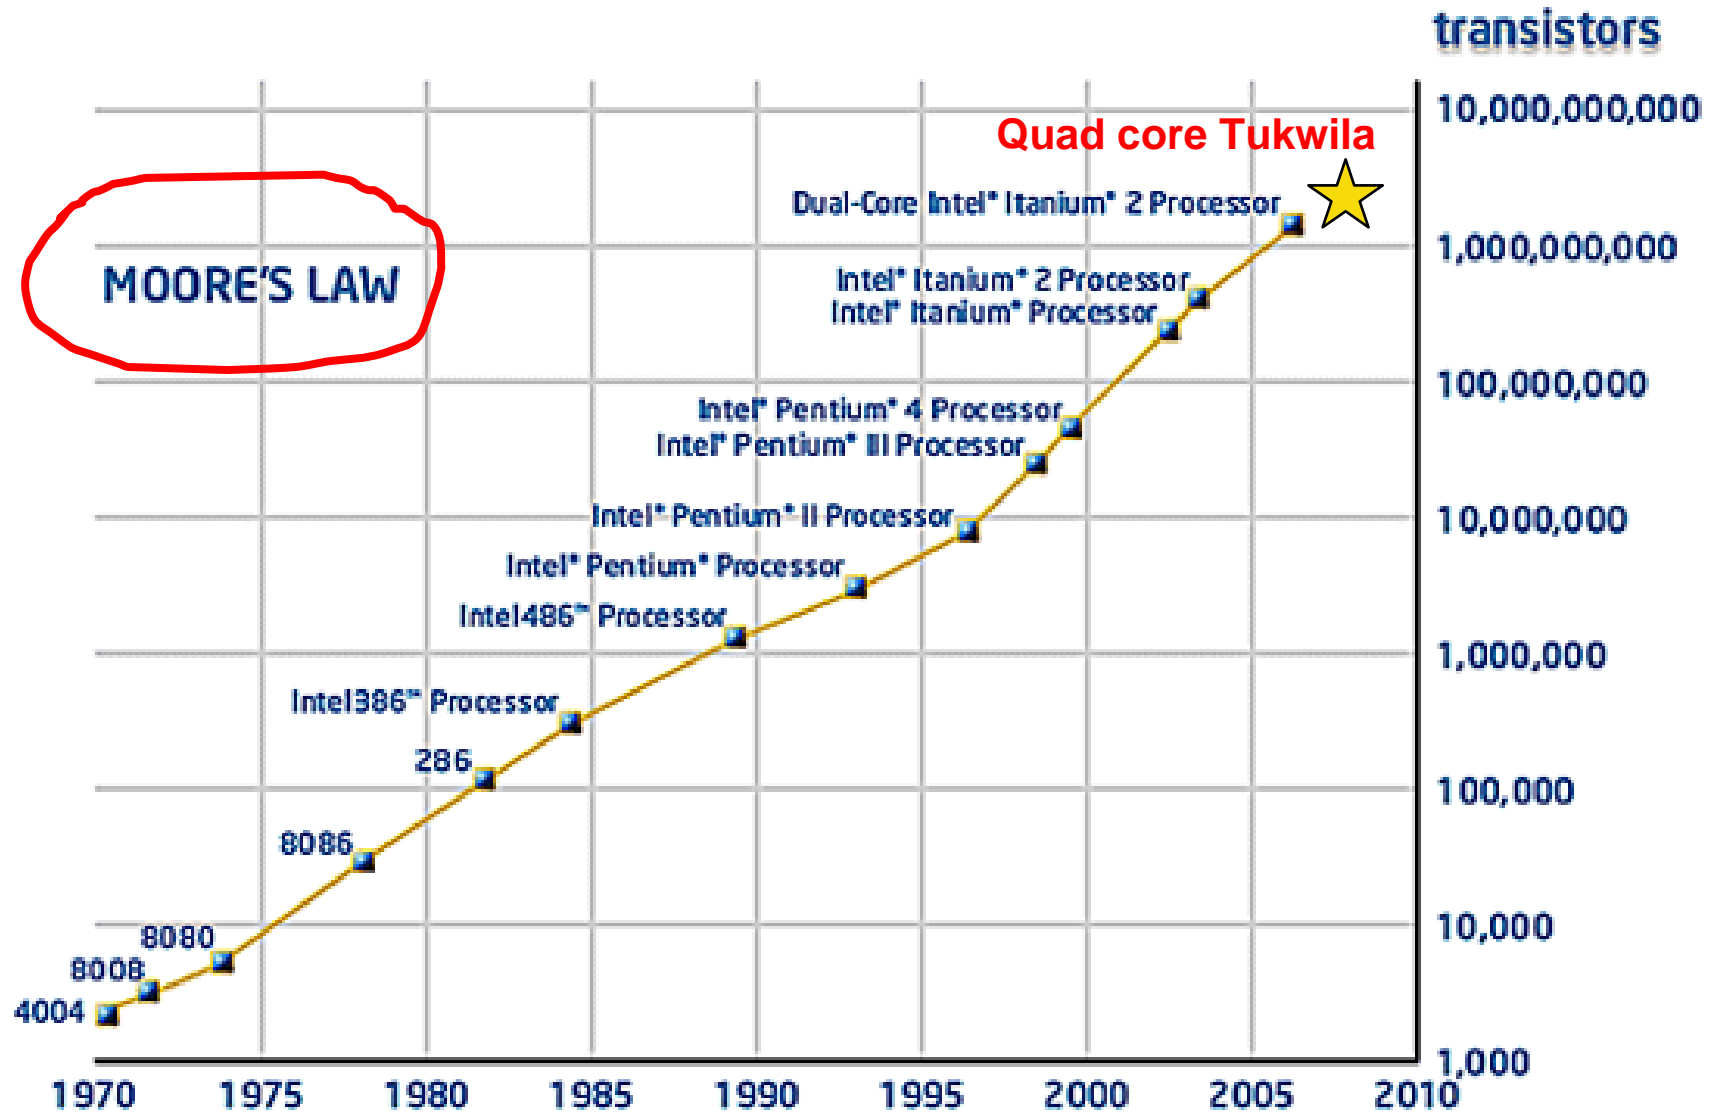 transistors
10,000,000,000
Quad core Tukwila
Dual-Core Intel® Itanium® 2 Processor
1,000,000,000
MOORE'S LAW
Intel® Itanium® 2 Processor
Intel® Itanium® Processor
100,000,000
Intel® Pentium® 4 Processor
Intel® Pentium® III Processor
Intel® Pentium® II Processor
10,000,000
Intel® Pentium® Processor
Intel486™ Processor
1,000,000
Intel386™ Processor
286
100,000
8086
10,000
8080
8008
4004
1,000
1970 1975 1980 1985 1990 1995 2000 2005 2010